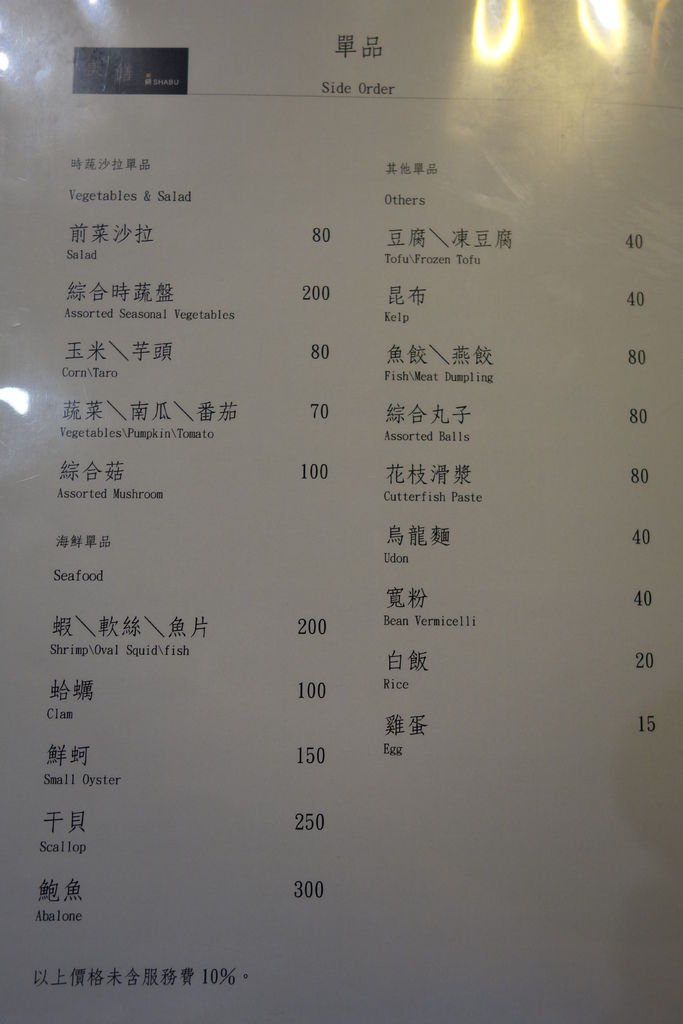 單品
SHABU
Side Order
時蔬沙拉單品
Vegetables & Salad
前菜沙拉 80
Salad
綜合時蔬盤 200
Assorted Seasonal Vegetables
玉米＼芋頭 80
Corn\Taro
蔬菜＼南瓜＼番茄 70
Vegetables\Pumpkin\Tomato
綜合菇 100
Assorted Mushroom
海鮮單品
Seafood
蝦＼軟絲＼魚片 200
Shrimp\Oval Squid\fish
蛤蠣 100
Clam
鮮蚵 150
Small Oyster
干貝 250
Scallop
鮑魚 300
Abalone
其他單品
Others
豆腐＼凍豆腐 40
Tofu\Frozen Tofu
昆布 40
Kelp
魚餃＼燕餃 80
Fish\Meat Dumpling
綜合丸子 80
Assorted Balls
花枝滑漿 80
Cutterfish Paste
烏龍麵 40
Udon
寬粉 40
Bean Vermicelli
白飯 20
Rice
雞蛋 15
Egg
以上價格未含服務費 10%。